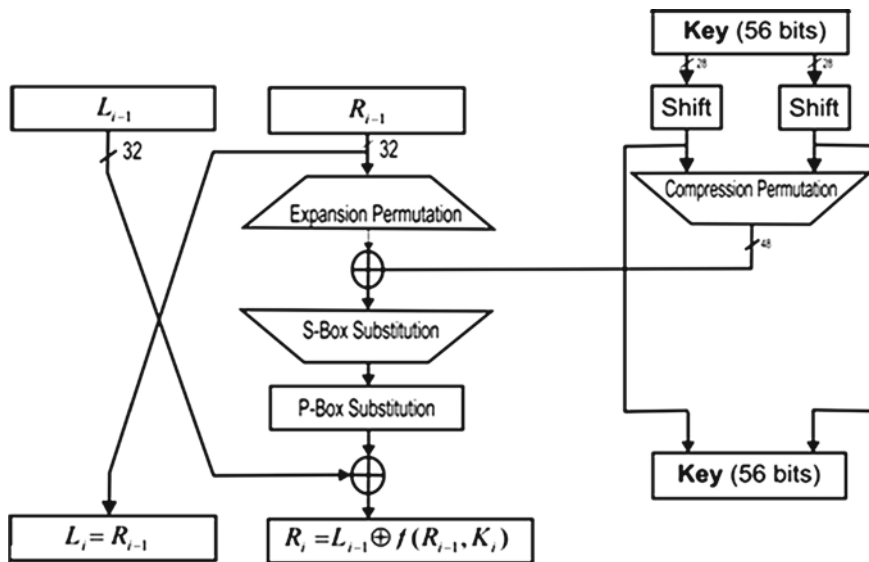 Key (56 bits)
28 28
Shift Shift
L_{i-1} R_{i-1}
32 32
Expansion Permutation
Compression Permutation
48
S-Box Substitution
P-Box Substitution
Key (56 bits)
L_i = R_{i-1}
R_i = L_{i-1} ⊕ f(R_{i-1}, K_i)